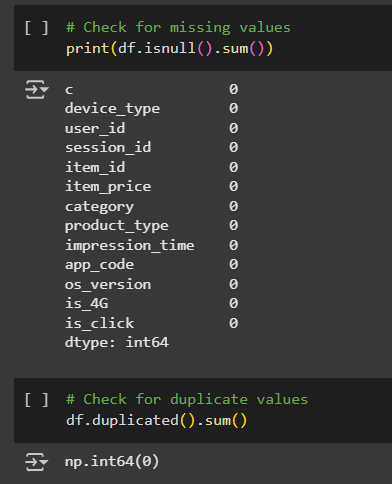 [ ] # Check for missing values
print(df.isnull().sum())
c 0
device_type 0
user_id 0
session_id 0
item_id 0
item_price 0
category 0
product_type 0
impression_time 0
app_code 0
os_version 0
is_4G 0
is_click 0
dtype: int64
[ ] # Check for duplicate values
df.duplicated().sum()
np.int64(0)